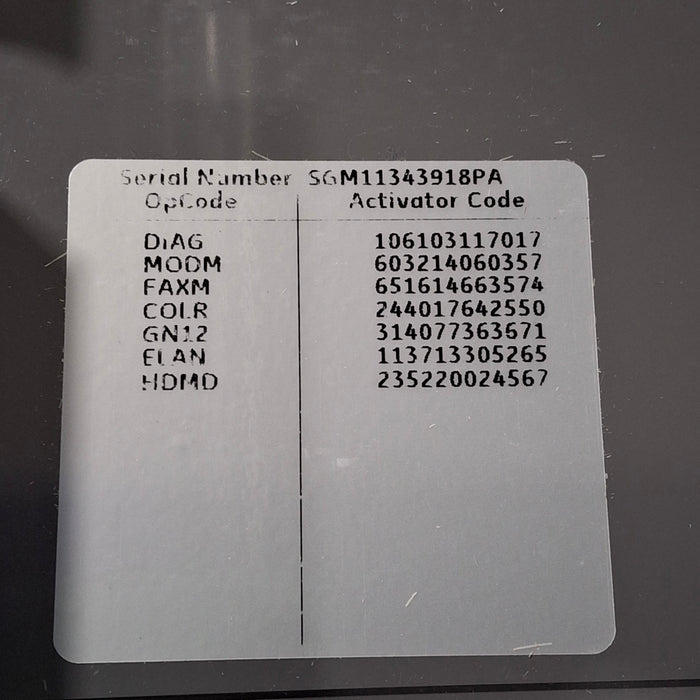 Serial Number SGM11343918PA
OpCode Activator Code
DIAG 106103117017
MODM 603214060357
FAXM 651614663574
COLR 244017642550
GN12 314077363671
ELAN 113713305265
HDMD 235220024567